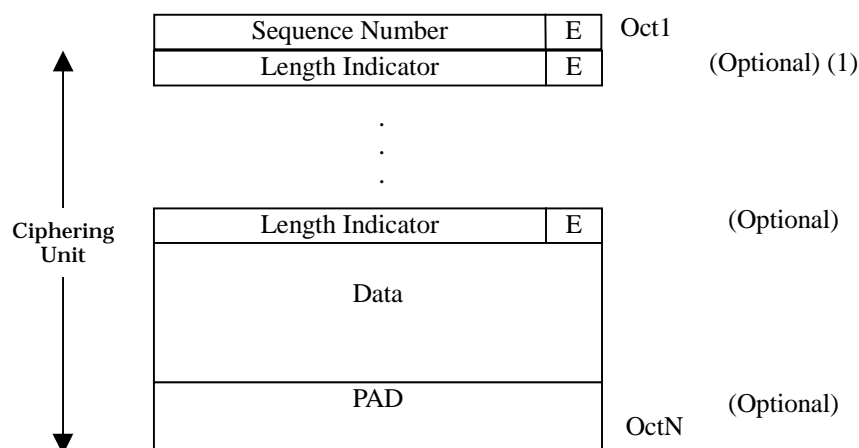 Sequence Number E Oct1
Length Indicator E (Optional) (1)
.
.
.
Length Indicator E (Optional)
Ciphering
Unit
Data
PAD (Optional)
OctN